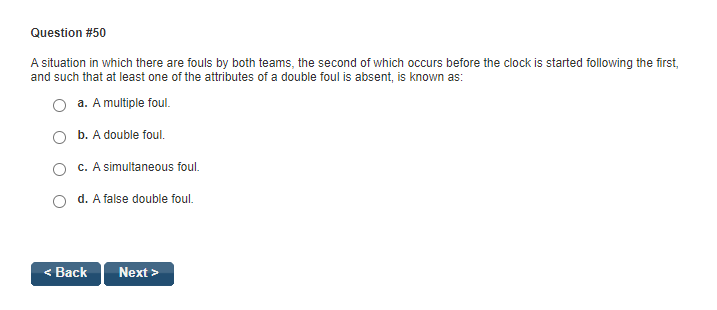 Question #50
A situation in which there are fouls by both teams, the second of which occurs before the clock is started following the first,
and such that at least one of the attributes of a double foul is absent, is known as:
a. A multiple foul.
b. A double foul.
c. A simultaneous foul.
d. A false double foul.
< Back Next >